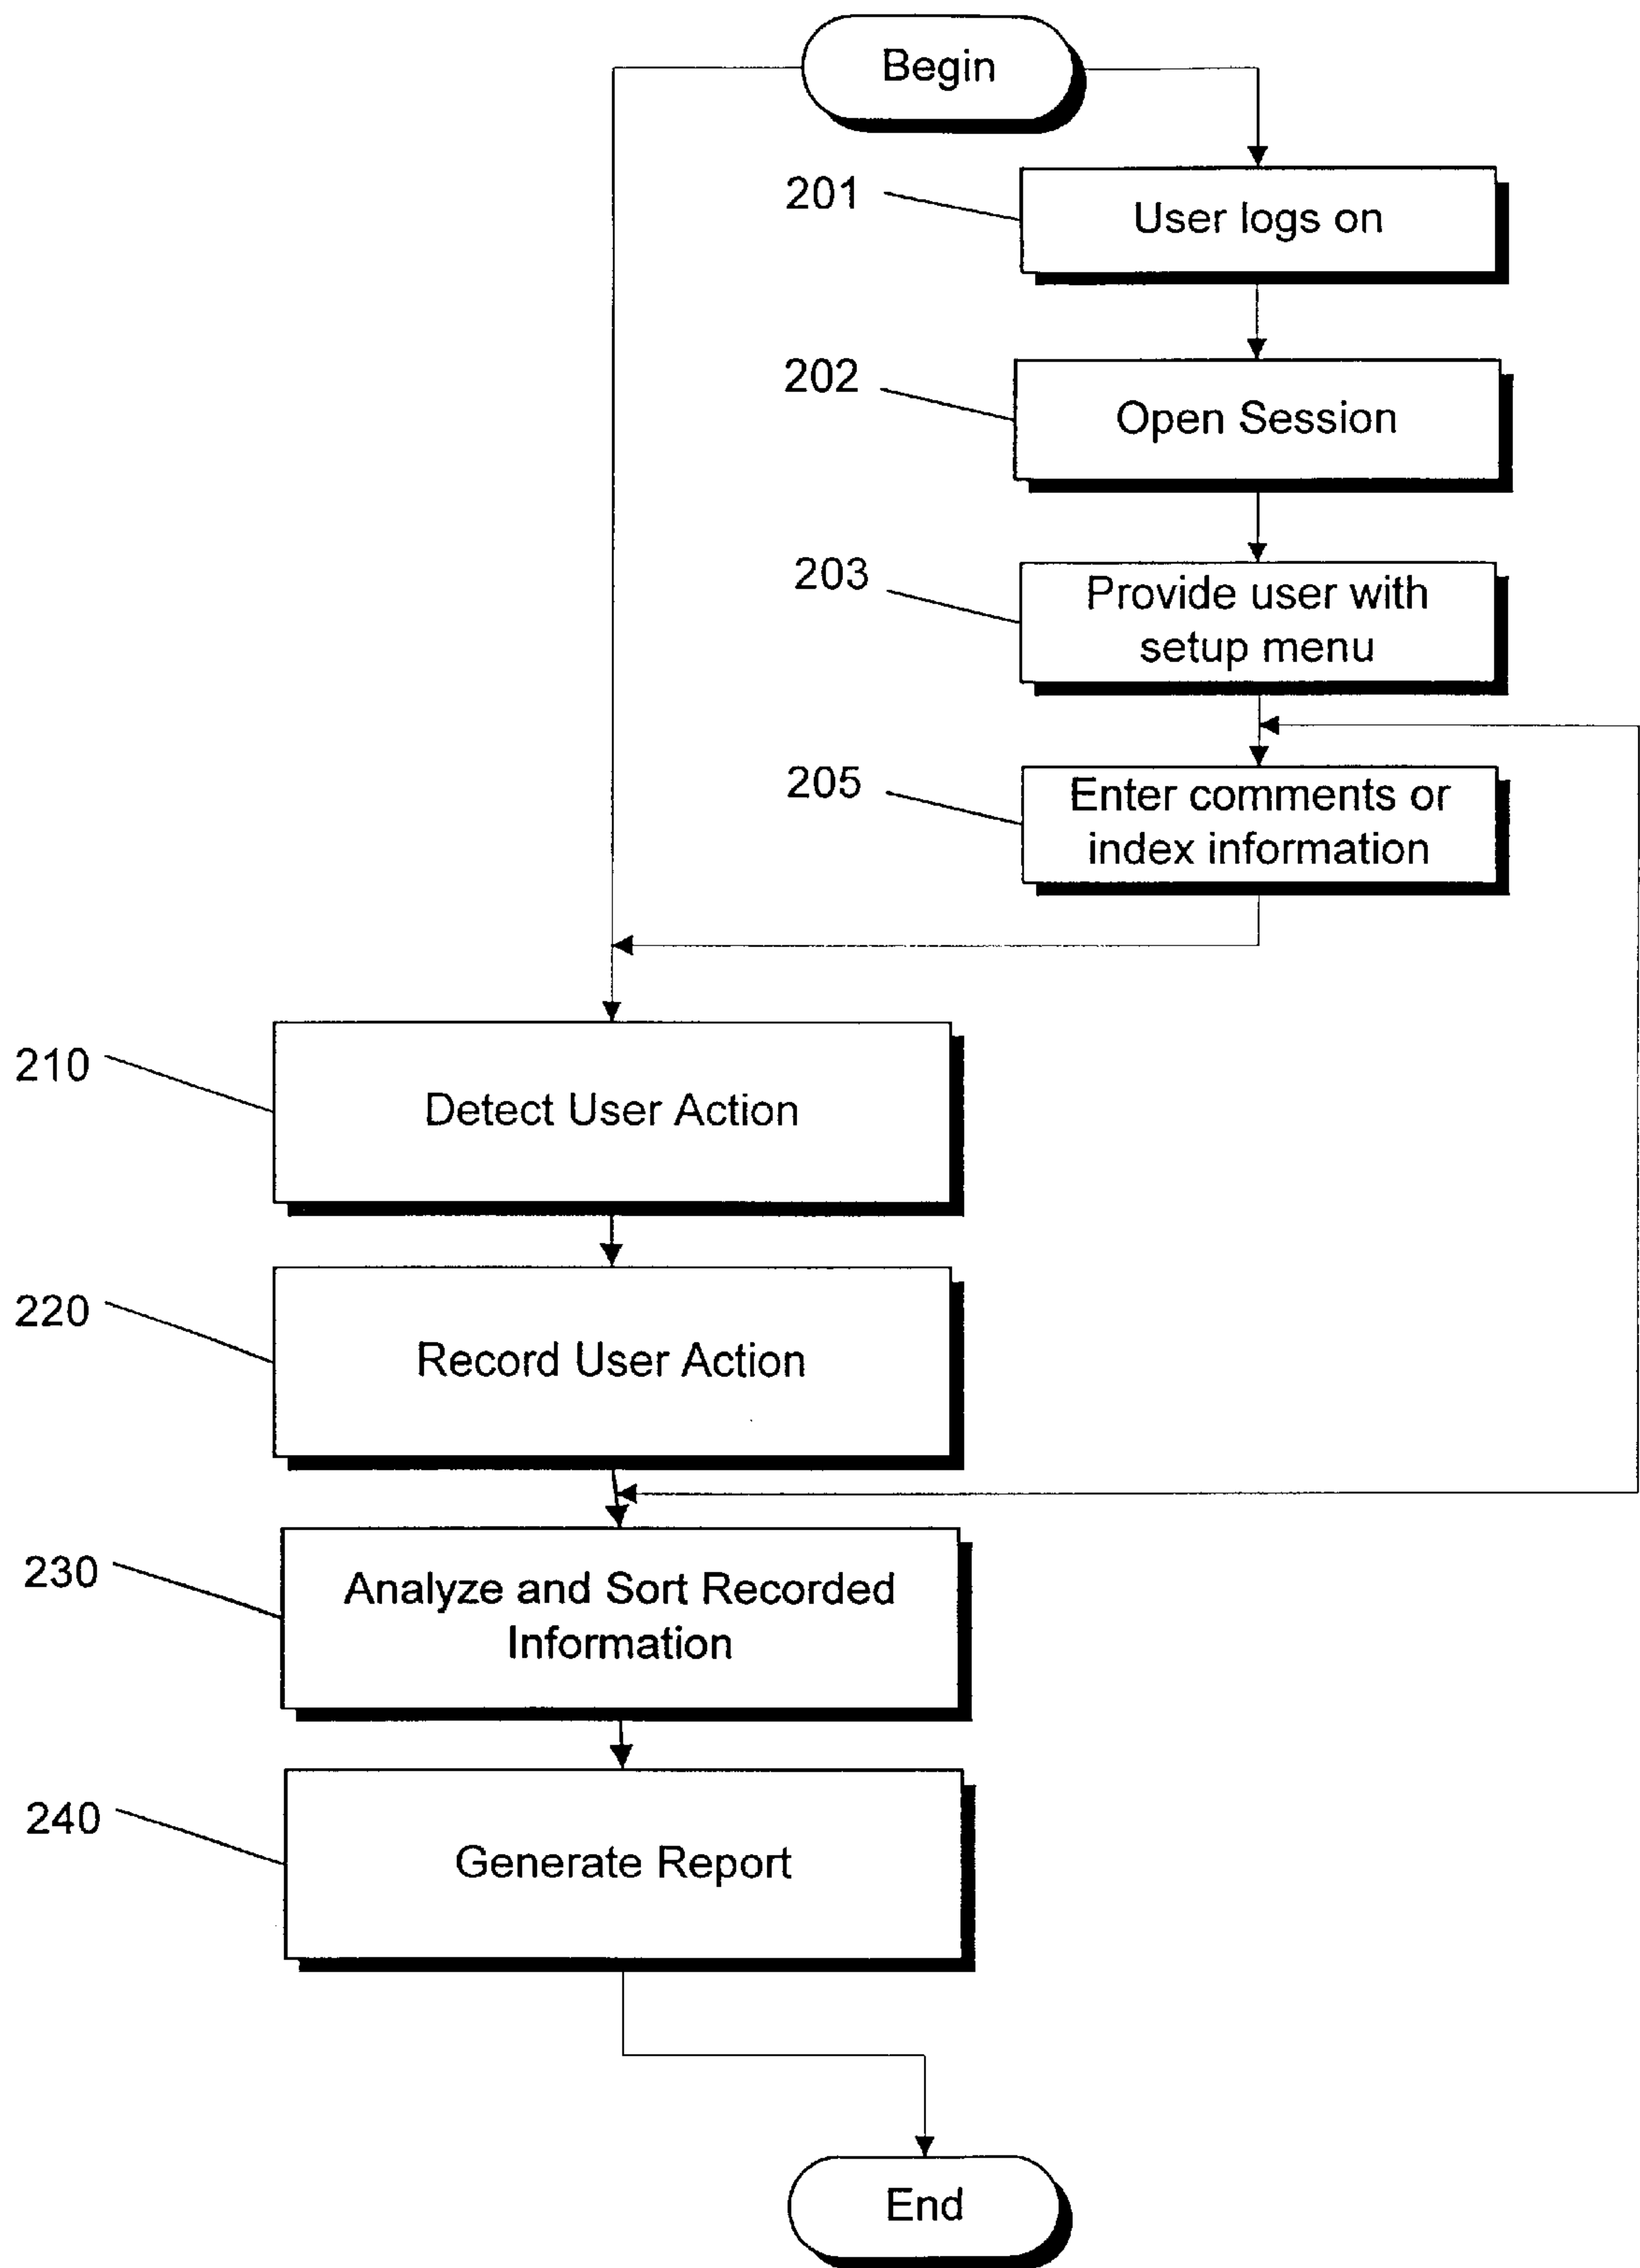 Begin
201
User logs on
202
Open Session
203
Provide user with
setup menu
205
Enter comments or
index information
210
Detect User Action
220
Record User Action
230
Analyze and Sort Recorded
Information
240
Generate Report
End